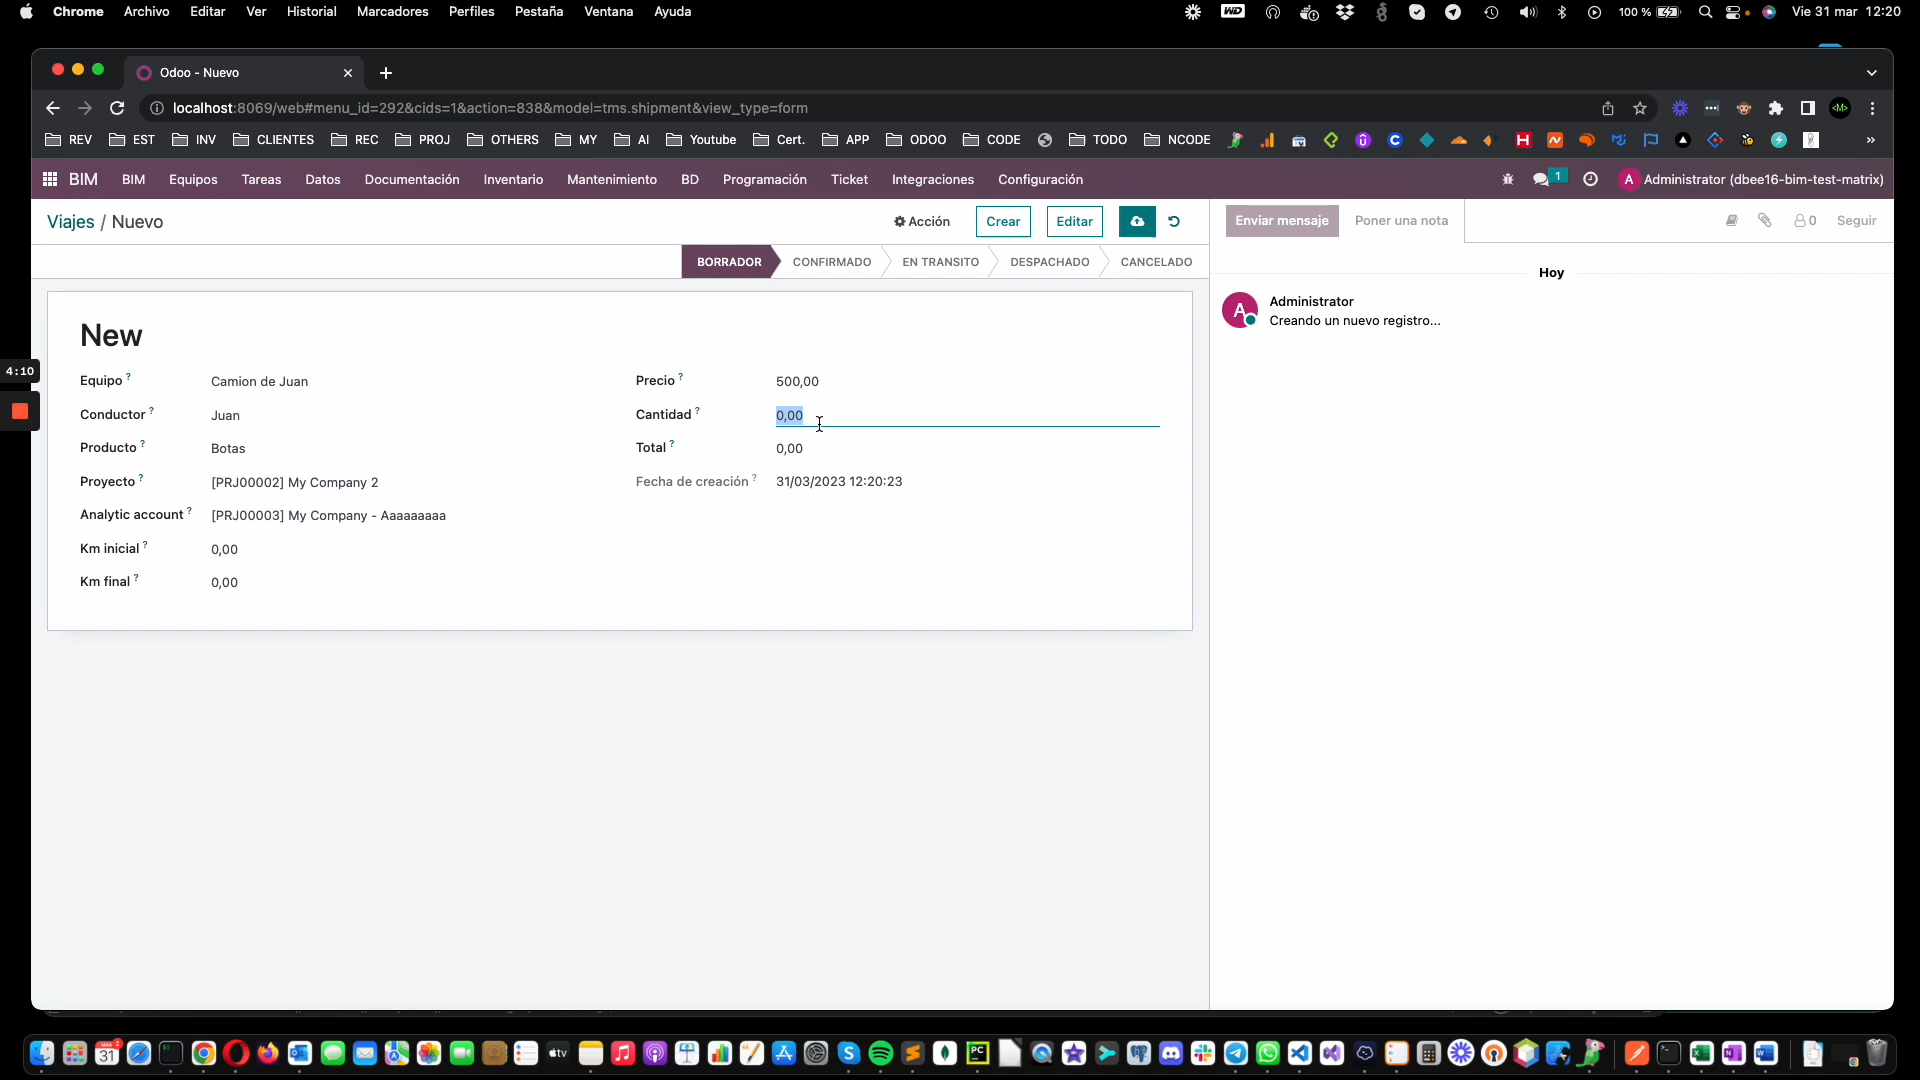 Chrome Archivo Editar Ver Historial Marcadores Perfiles Pestaña Ventana Ayuda
WD 100 % Vie 31 mar 12:20
Odoo - Nuevo
localhost:8069/web#menu_id=292&cids=1&action=838&model=tms.shipment&view_type=form
REV EST INV CLIENTES REC PROJ OTHERS MY AI Youtube Cert. APP ODOO CODE TODO NCODE
BIM BIM Equipos Tareas Datos Documentación Inventario Mantenimiento BD Programación Ticket Integraciones Configuración 1 A Administrator (dbee16-bim-test-matrix)
Viajes / Nuevo Acción Crear Editar
Enviar mensaje Poner una nota 0 Seguir
BORRADOR CONFIRMADO EN TRANSITO DESPACHADO CANCELADO
Hoy
A Administrator
Creando un nuevo registro...
New
4:10
Equipo ? Camion de Juan
Conductor ? Juan
Producto ? Botas
Proyecto ? [PRJ00002] My Company 2
Analytic account ? [PRJ00003] My Company - Aaaaaaaaa
Km inicial ? 0,00
Km final ? 0,00
Precio ? 500,00
Cantidad ? 0,00
Total ? 0,00
Fecha de creación ? 31/03/2023 12:20:23
31 2 tv PC